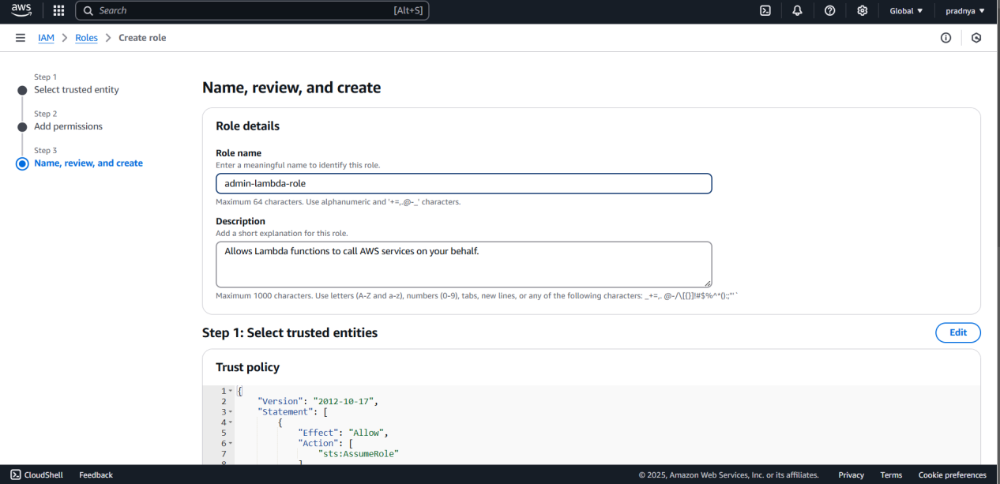 aws
Search [Alt+S] Global ▼ pradnya ▼
IAM > Roles > Create role
Step 1
Select trusted entity
Step 2
Add permissions
Step 3
Name, review, and create
Name, review, and create
Role details
Role name
Enter a meaningful name to identify this role.
admin-lambda-role
Maximum 64 characters. Use alphanumeric and '+=,.@-_' characters.
Description
Add a short explanation for this role.
Allows Lambda functions to call AWS services on your behalf.
Maximum 1000 characters. Use letters (A-Z and a-z), numbers (0-9), tabs, new lines, or any of the following characters: _+=,. @-/\[{}]!#$%^*();:"'`
Step 1: Select trusted entities
Edit
Trust policy
1 {
2 "Version": "2012-10-17",
3 "Statement": [
4 {
5 "Effect": "Allow",
6 "Action": [
7 "sts:AssumeRole"
8 ]
CloudShell Feedback © 2025, Amazon Web Services, Inc. or its affiliates. Privacy Terms Cookie preferences